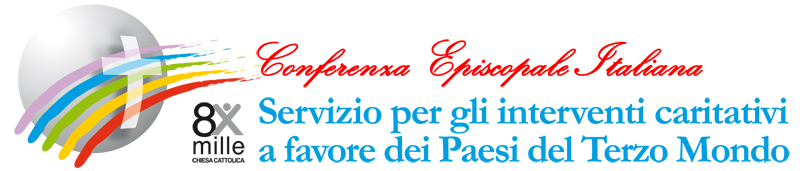 Conferenza Episcopale Italiana
8x
mille
CHIESA CATTOLICA
Servizio per gli interventi caritativi
a favore dei Paesi del Terzo Mondo